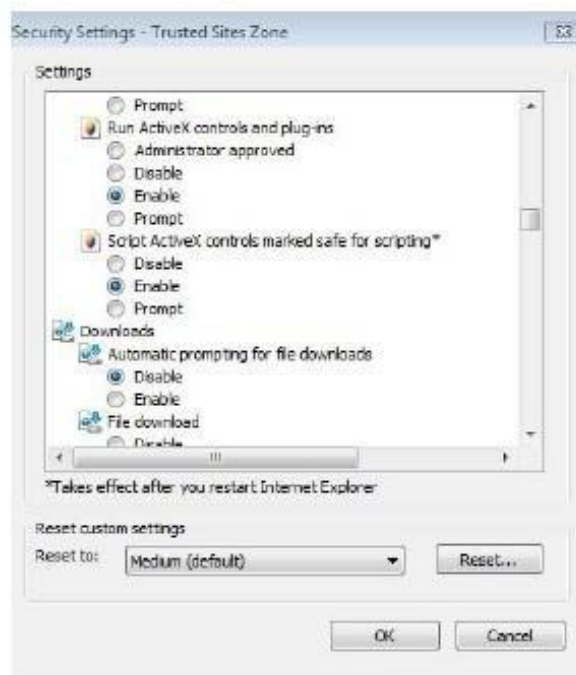 Security Settings - Trusted Sites Zone
Settings
Prompt
Run ActiveX controls and plug-ins
Administrator approved
Disable
Enable
Prompt
Script ActiveX controls marked safe for scripting*
Disable
Enable
Prompt
Downloads
Automatic prompting for file downloads
Disable
Enable
File download
Disable
*Takes effect after you restart Internet Explorer
Reset custom settings
Reset to: Medium (default) Reset...
OK Cancel